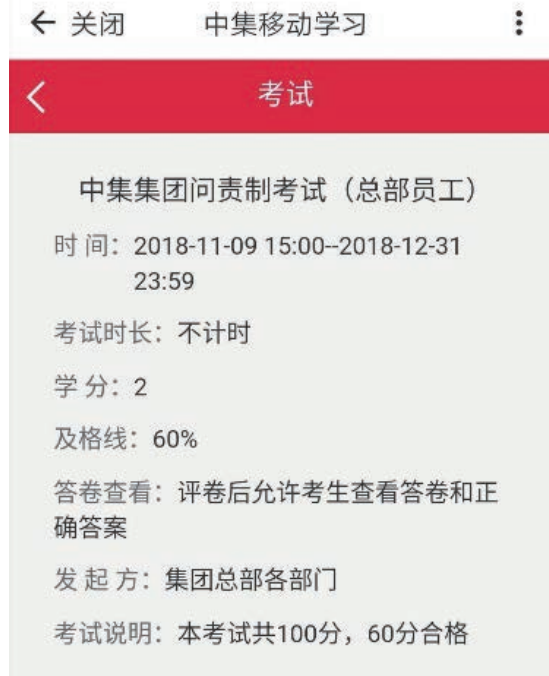 关闭 中集移动学习
考试
中集集团问责制考试（总部员工）
时 间：2018-11-09 15:00--2018-12-31
23:59
考试时长：不计时
学 分：2
及格线：60%
答卷查看：评卷后允许考生查看答卷和正
确答案
发 起 方：集团总部各部门
考试说明：本考试共100分，60分合格